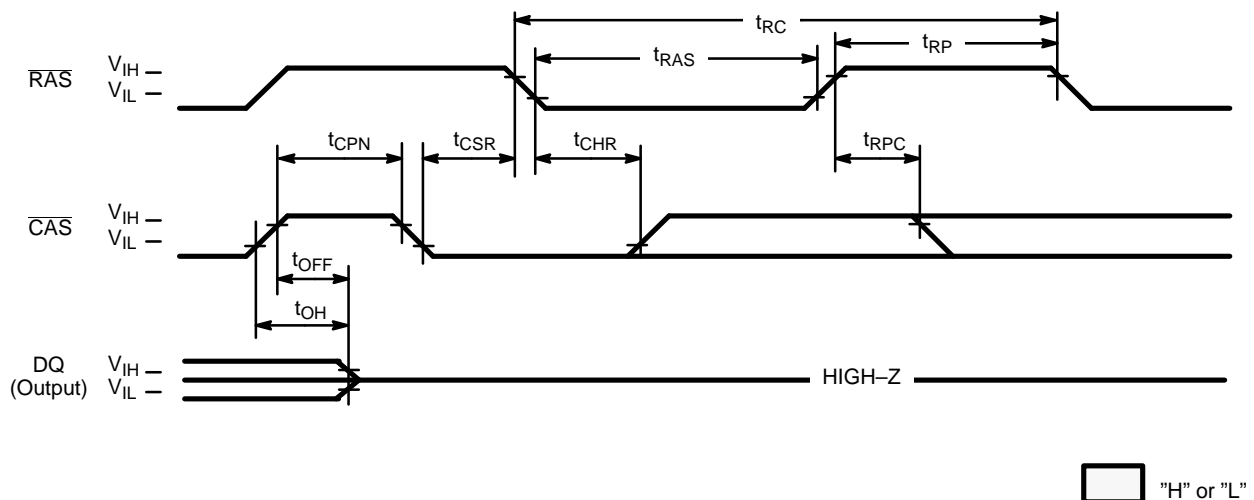 tRC
tRP
tRAS
RAS
VIH
VIL
tCPN
tCSR
tCHR
tRPC
CAS
VIH
VIL
tOFF
tOH
DQ
(Output)
VIH
VIL
HIGH–Z
”H” or ”L”